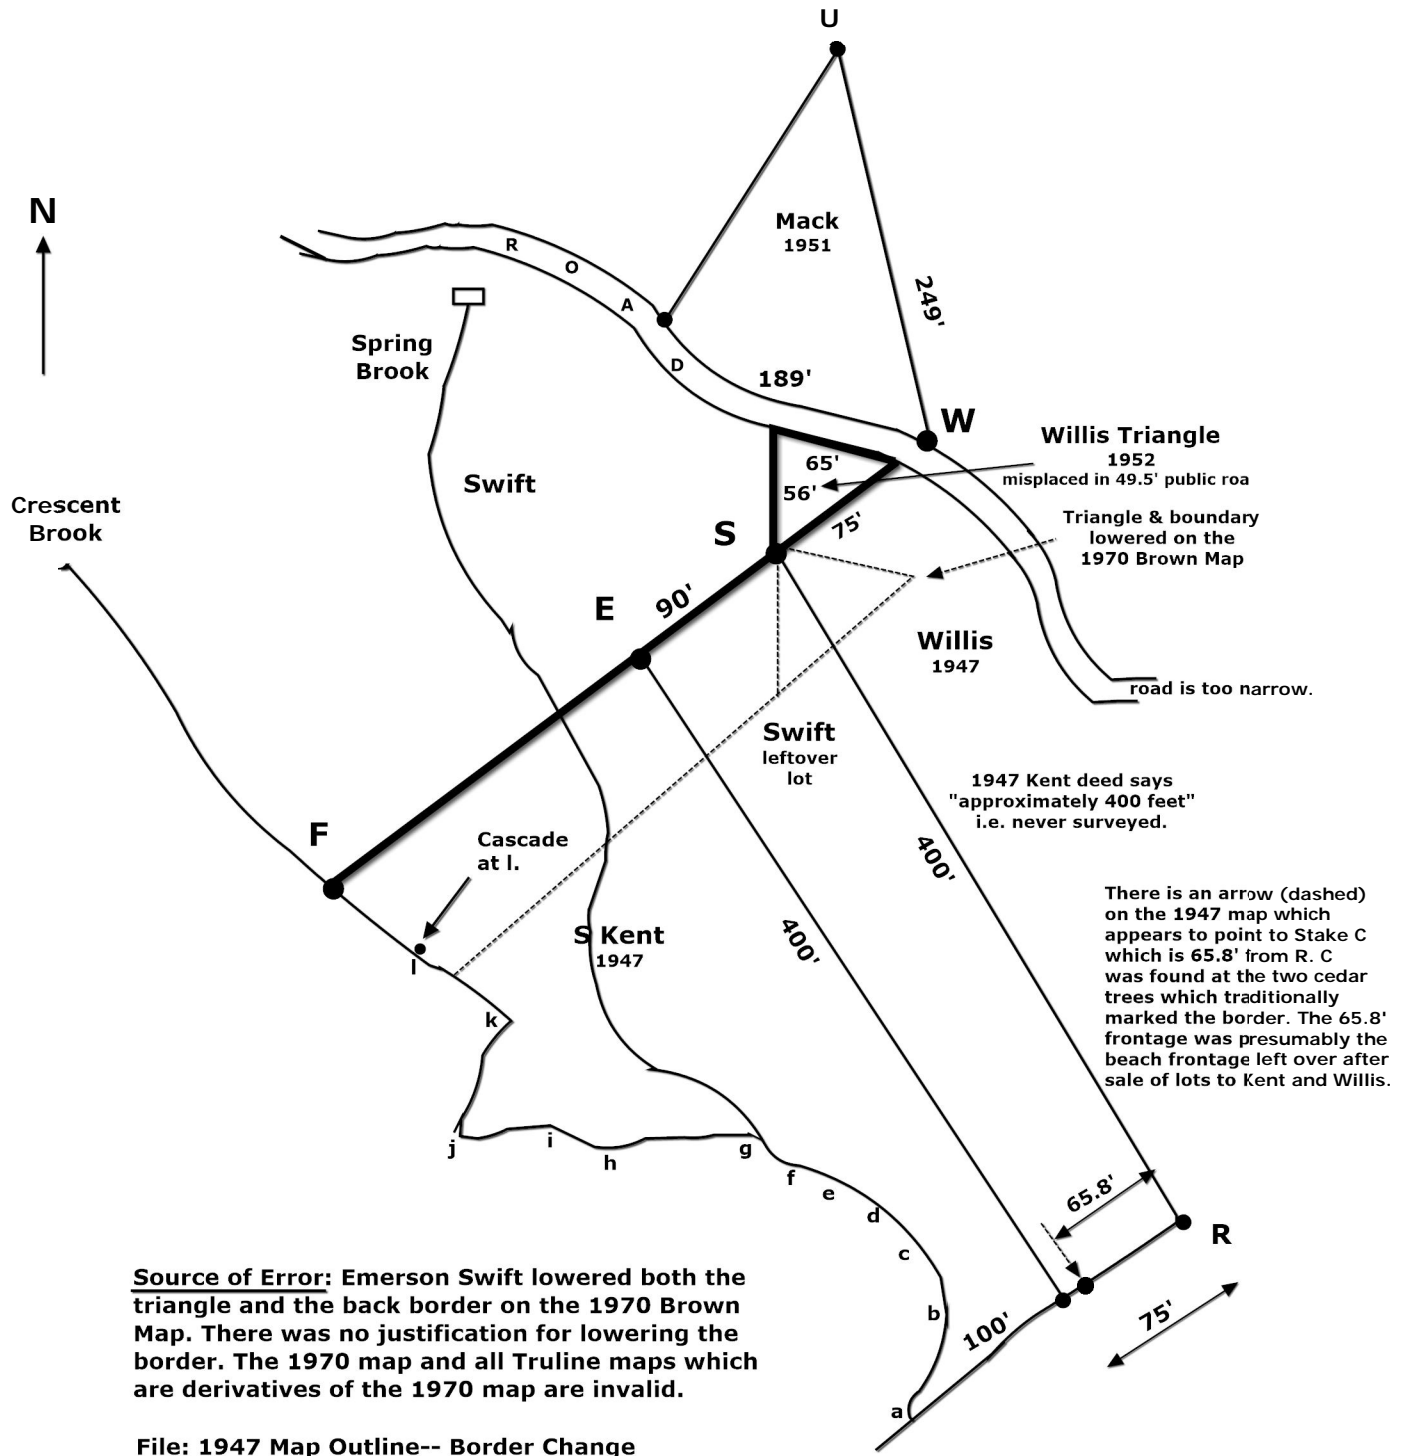 U
N
Mack
1951
R
O
A
D
249'
Spring
Brook
189'
W
Willis Triangle
1952
misplaced in 49.5' public roa
65'
56'
Swift
Crescent
Brook
S
75'
Triangle & boundary
lowered on the
1970 Brown Map
E
90'
Willis
1947
road is too narrow.
Swift
leftover
lot
1947 Kent deed says
"approximately 400 feet"
i.e. never surveyed.
F
Cascade
at l.
400'
400'
There is an arrow (dashed)
on the 1947 map which
appears to point to Stake C
which is 65.8' from R. C
was found at the two cedar
trees which traditionally
marked the border. The 65.8'
frontage was presumably the
beach frontage left over after
sale of lots to Kent and Willis.
S Kent
1947
l
k
j
i
h
g
f
e
d
c
b
a
65.8'
R
100'
75'
Source of Error: Emerson Swift lowered both the
triangle and the back border on the 1970 Brown
Map. There was no justification for lowering the
border. The 1970 map and all Truline maps which
are derivatives of the 1970 map are invalid.
File: 1947 Map Outline-- Border Change